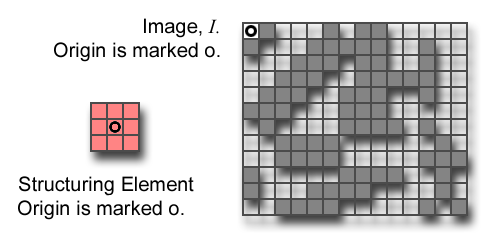 Image, I.
Origin is marked o.
Structuring Element
Origin is marked o.